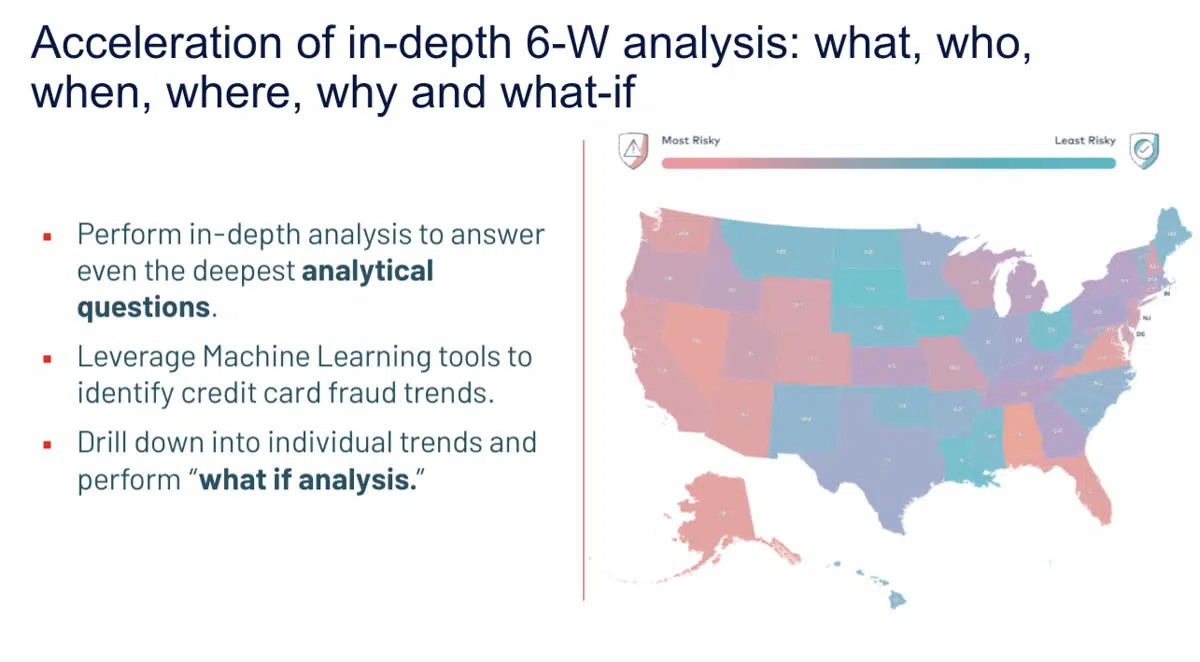 Acceleration of in-depth 6-W analysis: what, who,
when, where, why and what-if
Most Risky
Least Risky
▪ Perform in-depth analysis to answer
even the deepest analytical
questions.
▪ Leverage Machine Learning tools to
identify credit card fraud trends.
▪ Drill down into individual trends and
perform “what if analysis.”
NJ
DE